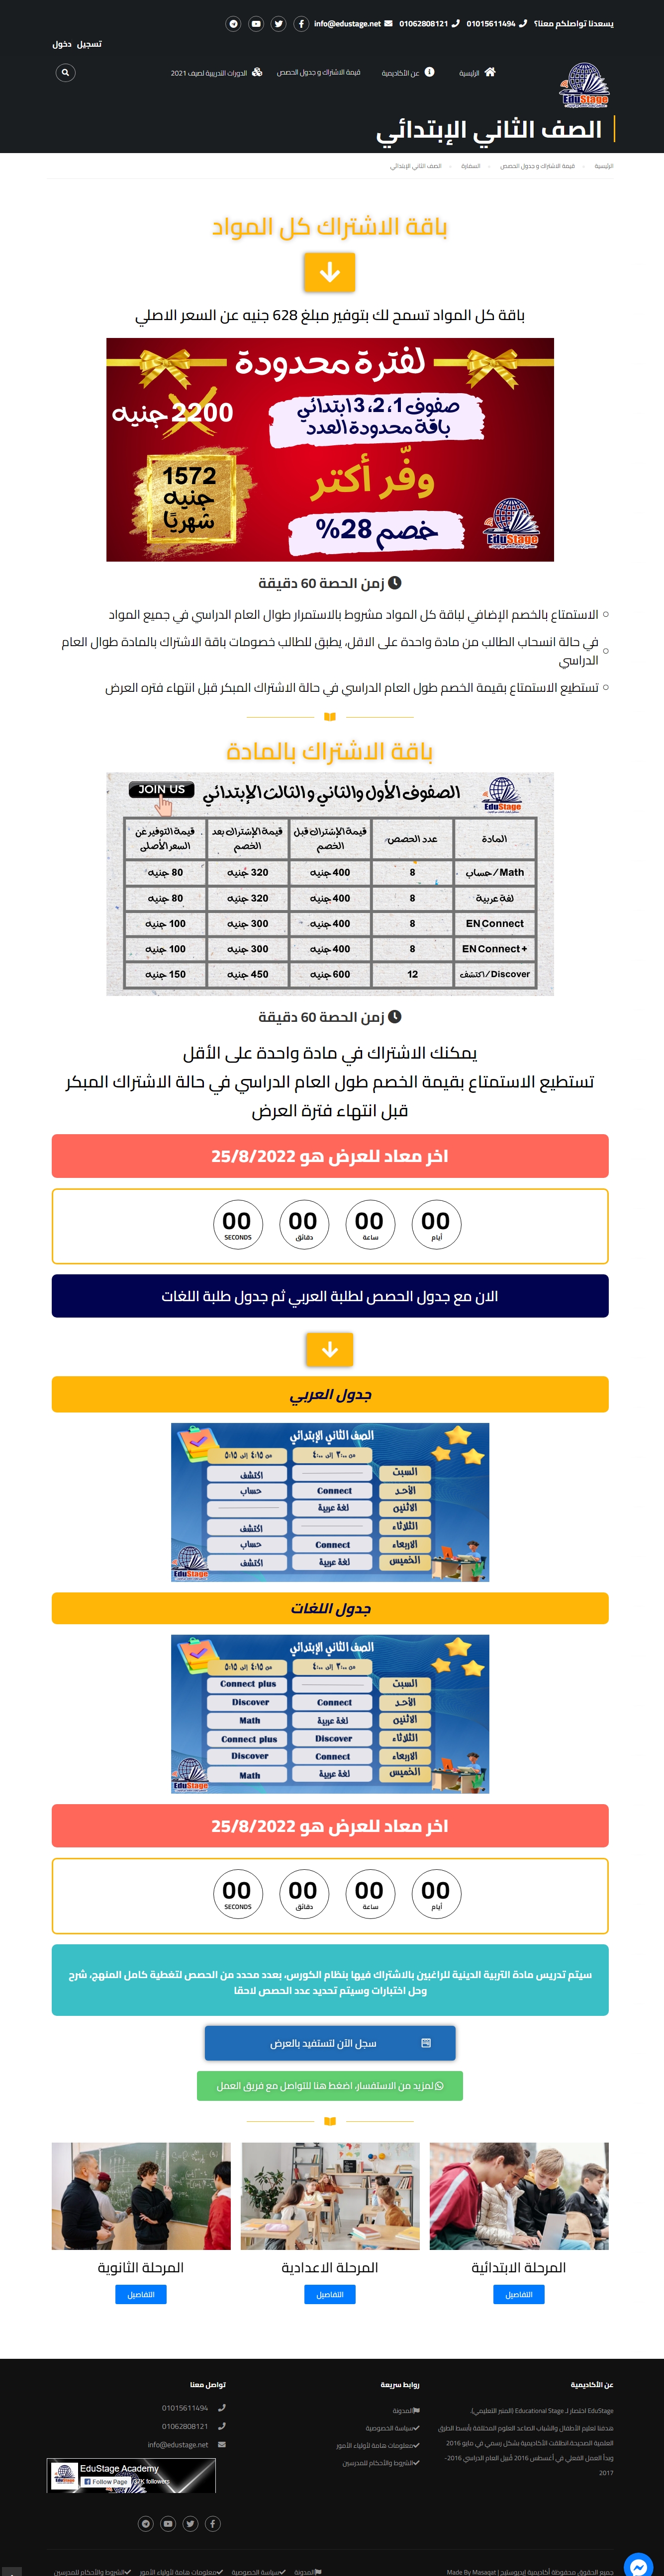 يسعدنا تواصلكم معنا؟ 01015611494 01062808121 info@edustage.net
تسجيل دخول
EduStage
الرئيسية عن الأكاديمية قيمة الاشتراك و جدول الحصص الدورات التدريبية لصيف 2021
الصف الثاني الإبتدائي
الرئيسية قيمة الاشتراك و جدول الحصص السفارة الصف الثاني الإبتدائي
باقة الاشتراك كل المواد
باقة كل المواد تسمح لك بتوفير مبلغ 628 جنيه عن السعر الاصلي
لفترة محدودة
2200 جنيه
صفوف 1،2،3 ابتدائي
باقة محدودة العدد
وفّر أكتر
1572
جنيه
شهريًا
خصم 28%
EduStage
زمن الحصة 60 دقيقة
الاستمتاع بالخصم الإضافي لباقة كل المواد مشروط بالاستمرار طوال العام الدراسي في جميع المواد
في حالة انسحاب الطالب من مادة واحدة على الاقل، يطبق للطالب خصومات باقة الاشتراك بالمادة طوال العام
الدراسي
تستطيع الاستمتاع بقيمة الخصم طول العام الدراسي في حالة الاشتراك المبكر قبل انتهاء فتره العرض
باقة الاشتراك بالمادة
JOIN US
الصفوف الأول والثاني و الثالث الإبتدائي
EduStage
المادة عدد الحصص قيمة الإشتراك قبل الخصم قيمة الإشتراك بعد الخصم قيمة التوفير عن السعر الأصلى
Math/حساب 8 400 جنيه 320 جنيه 80 جنيه
لغة عربية 8 400 جنيه 320 جنيه 80 جنيه
EN Connect 8 400 جنيه 300 جنيه 100 جنيه
EN Connect + 8 400 جنيه 300 جنيه 100 جنيه
Discover/اكتشف 12 600 جنيه 450 جنيه 150 جنيه
زمن الحصة 60 دقيقة
يمكنك الاشتراك في مادة واحدة على الأقل
تستطيع الاستمتاع بقيمة الخصم طول العام الدراسي في حالة الاشتراك المبكر
قبل انتهاء فترة العرض
اخر معاد للعرض هو 25/8/2022
00 00 00 00
أيام ساعة دقائق SECONDS
الان مع جدول الحصص لطلبة العربي ثم جدول طلبة اللغات
جدول العربي
الصف الثاني الإبتدائي
من ٣:٠٠ إلى ٤:٠٠ من ٤:١٥ إلى ٥:١٥
السبت اكتشف
الأحد Connect حساب
الاثنين لغة عربية
الثلاثاء اكتشف
الاربعاء Connect حساب
الخميس لغة عربية اكتشف
EduStage
جدول اللغات
الصف الثاني الإبتدائي
من ٣:٠٠ إلى ٤:٠٠ من ٤:١٥ إلى ٥:١٥
السبت Connect plus
الأحد Connect Discover
الاثنين لغة عربية Math
الثلاثاء Discover Connect plus
الاربعاء Connect Discover
الخميس لغة عربية Math
EduStage
اخر معاد للعرض هو 25/8/2022
00 00 00 00
أيام ساعة دقائق SECONDS
سيتم تدريس مادة التربية الدينية للراغبين بالاشتراك فيها بنظام الكورس، بعدد محدد من الحصص لتغطية كامل المنهج، شرح
وحل اختبارات وسيتم تحديد عدد الحصص لاحقا
سجل الآن لتستفيد بالعرض
لمزيد من الاستفسار، اضغط هنا للتواصل مع فريق العمل
المرحلة الابتدائية المرحلة الاعدادية المرحلة الثانوية
التفاصيل التفاصيل التفاصيل
عن الأكاديمية
EduStage اختصار لـ Educational Stage (المنبر التعليمي).
هدفنا تعليم الأطفال والشباب الصاعد العلوم المختلفة بأبسط الطرق
العلمية الصحيحة.انطلقت الأكاديمية بشكل رسمي في مايو 2016
وبدأ العمل الفعلي في أغسطس 2016 قُبيل العام الدراسي 2016-
2017
روابط سريعة
المدونة
سياسة الخصوصية
معلومات هامة لأولياء الأمور
الشروط والأحكام للمدرسين
تواصل معنا
01015611494
01062808121
info@edustage.net
EduStage Academy
Follow Page
followers
جميع الحقوق محفوظة أكاديمية إيديوستيج | Made By Masaqat
المدونة سياسة الخصوصية معلومات هامة لأولياء الأمور الشروط والأحكام للمدرسين